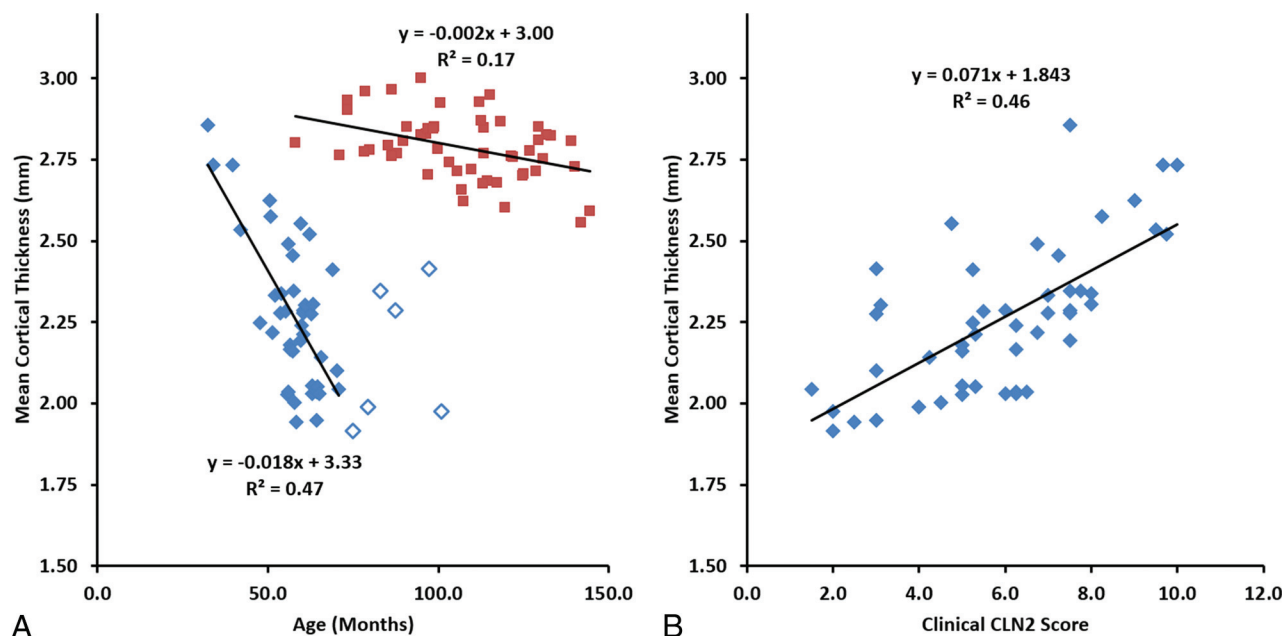 y = -0.002x + 3.00
R² = 0.17
3.00
2.75
2.50
2.25
2.00
1.75
1.50
Mean Cortical Thickness (mm)
y = -0.018x + 3.33
R² = 0.47
0.0
50.0
100.0
150.0
A
Age (Months)
y = 0.071x + 1.843
R² = 0.46
3.00
2.75
2.50
2.25
2.00
1.75
1.50
Mean Cortical Thickness (mm)
0.0
2.0
4.0
6.0
8.0
10.0
12.0
B
Clinical CLN2 Score